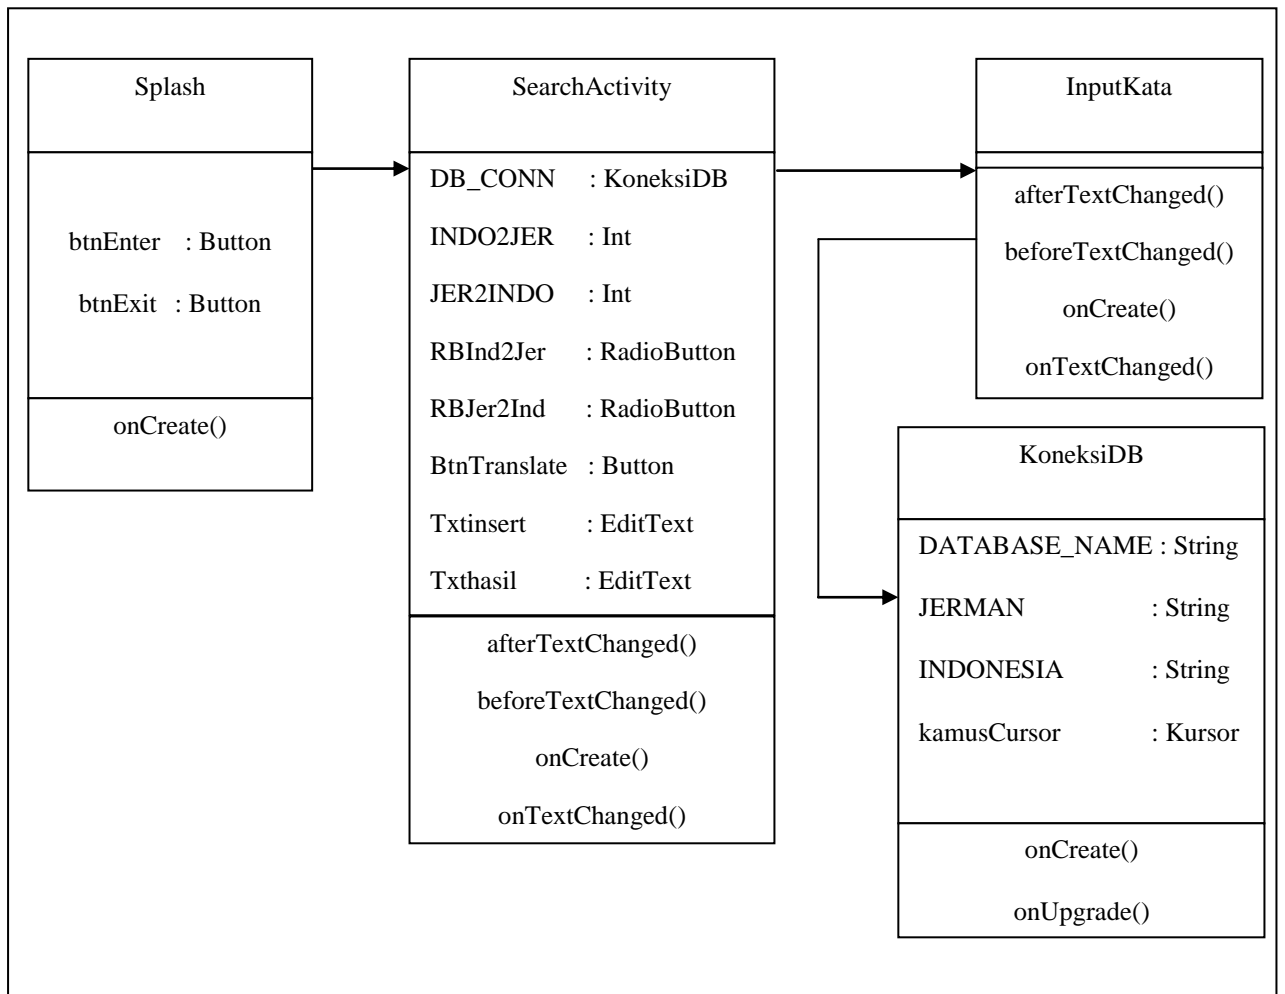 Splash
btnEnter : Button
btnExit : Button
onCreate()
SearchActivity
DB_CONN : KoneksiDB
INDO2JER : Int
JER2INDO : Int
RBInd2Jer : RadioButton
RBJer2Ind : RadioButton
BtnTranslate : Button
Txtinsert : EditText
Txthasil : EditText
afterTextChanged()
beforeTextChanged()
onCreate()
onTextChanged()
InputKata
afterTextChanged()
beforeTextChanged()
onCreate()
onTextChanged()
KoneksiDB
DATABASE_NAME : String
JERMAN : String
INDONESIA : String
kamusCursor : Kursor
onCreate()
onUpgrade()